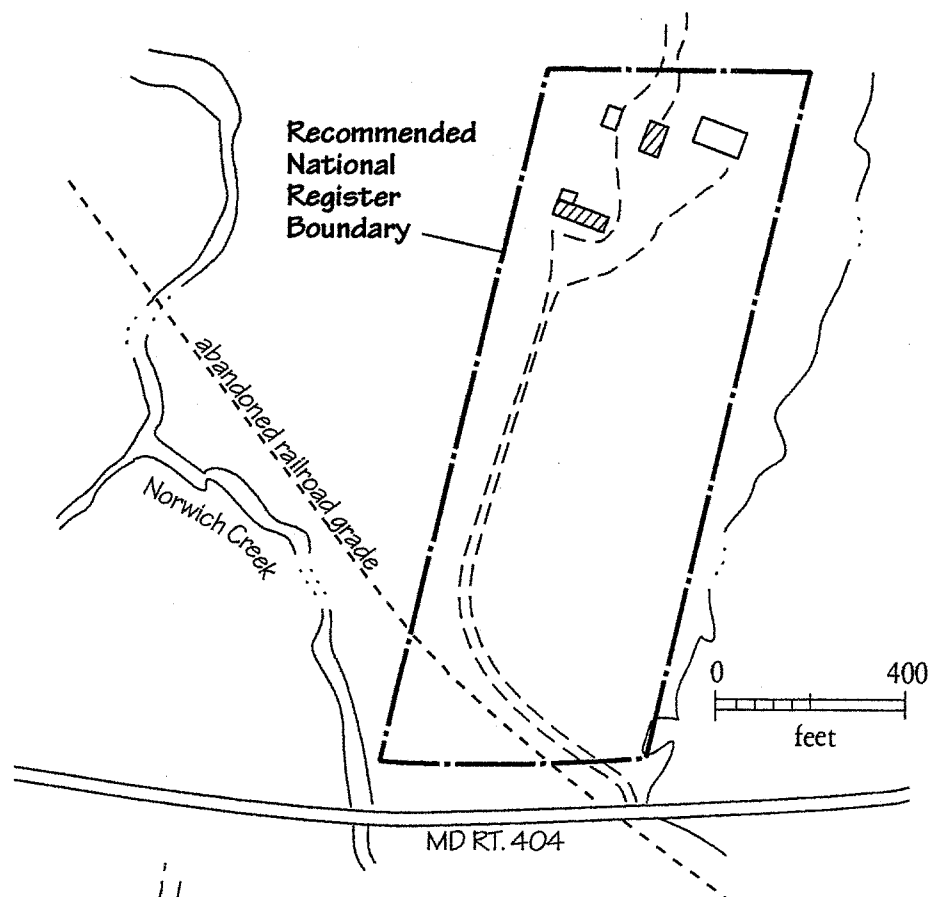 Recommended
National
Register
Boundary
abandoned railroad grade
Norwich Creek
0 400
feet
MD RT. 404